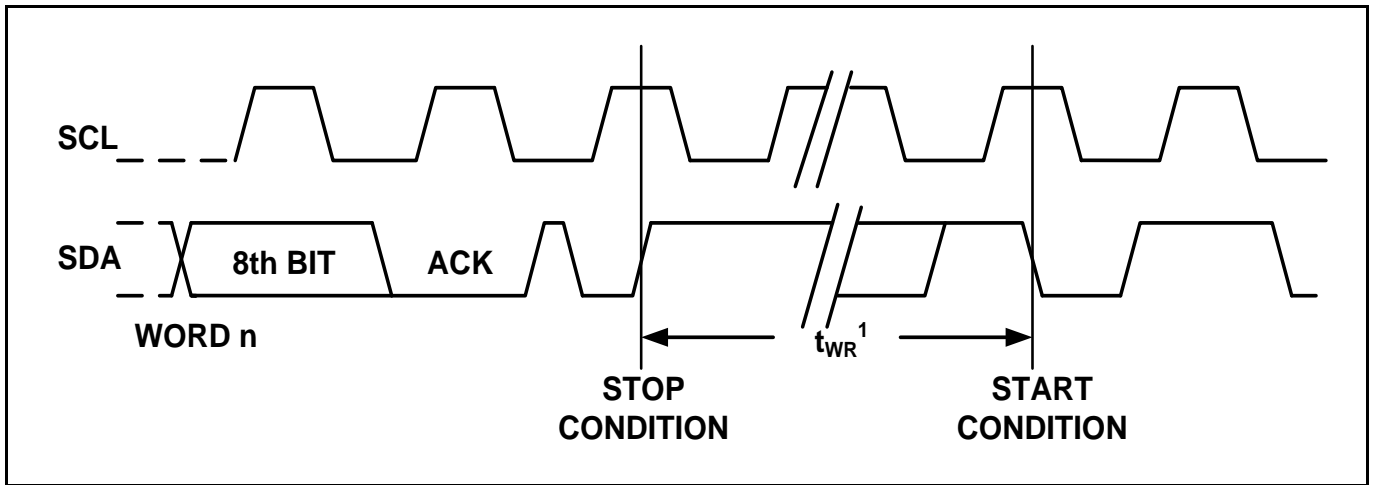 SCL
SDA
8th BIT
ACK
WORD n
tWR1
STOP
CONDITION
START
CONDITION